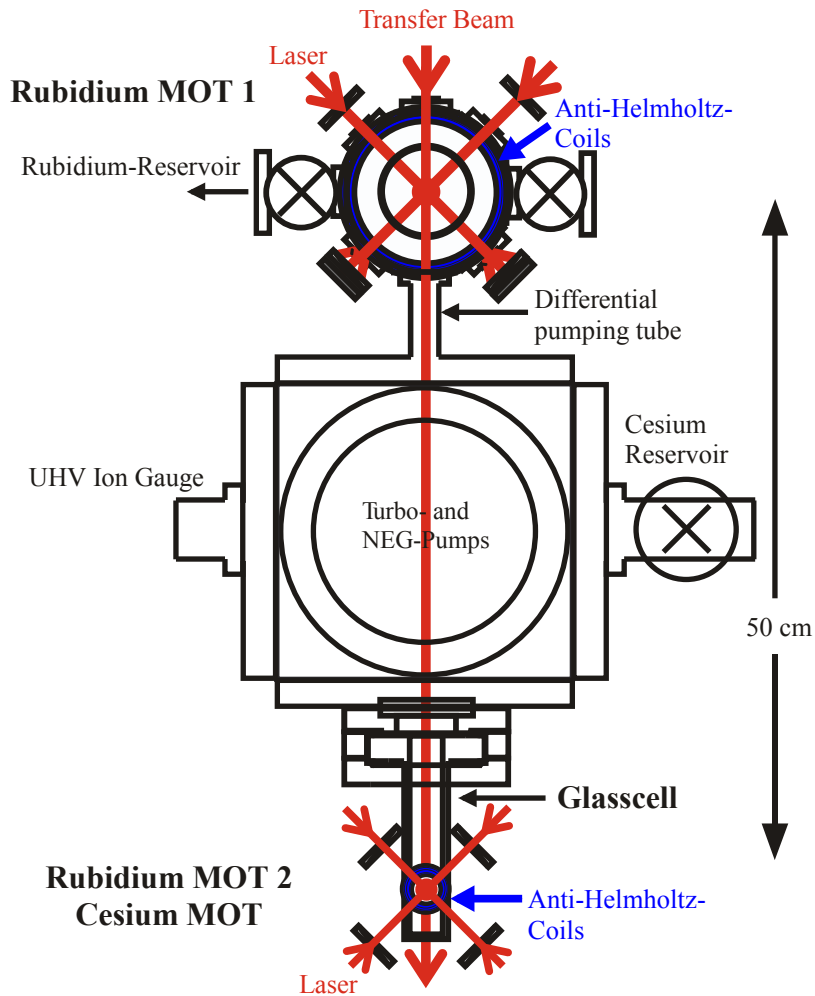 Transfer Beam
Laser
Rubidium MOT 1
Anti-Helmholtz-
Coils
Rubidium-Reservoir
Differential
pumping tube
Cesium
Reservoir
UHV Ion Gauge
Turbo- and
NEG-Pumps
50 cm
Glasscell
Rubidium MOT 2
Cesium MOT
Anti-Helmholtz-
Coils
Laser